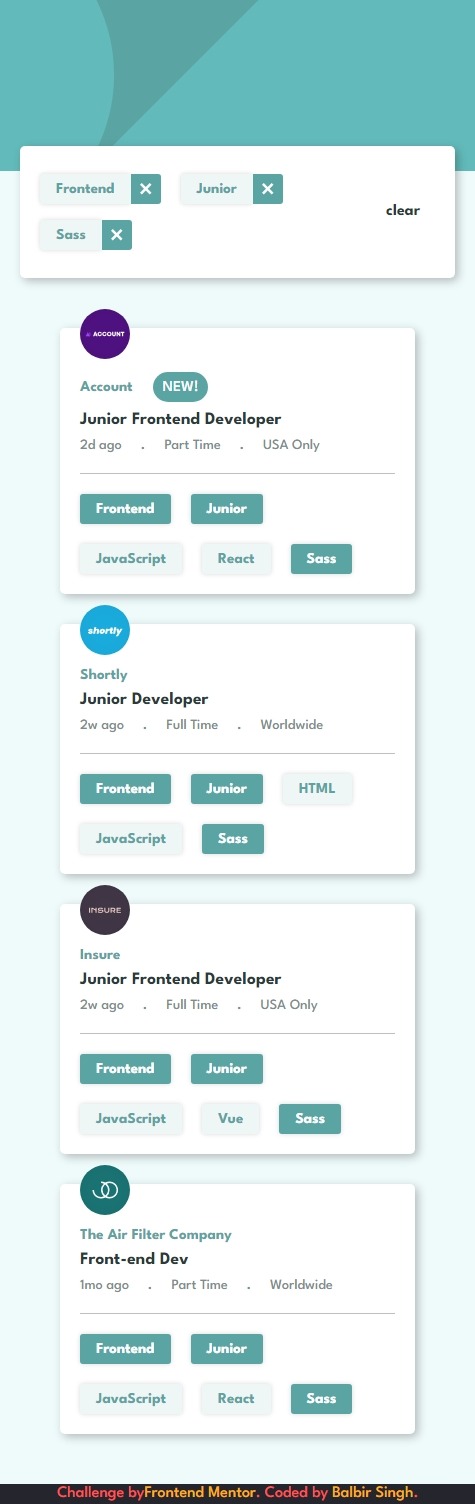 Frontend ✕ Junior ✕
Sass ✕
clear
ACCOUNT
Account NEW!
Junior Frontend Developer
2d ago . Part Time . USA Only
Frontend Junior
JavaScript React Sass
shortly
Shortly
Junior Developer
2w ago . Full Time . Worldwide
Frontend Junior HTML
JavaScript Sass
INSURE
Insure
Junior Frontend Developer
2w ago . Full Time . USA Only
Frontend Junior
JavaScript Vue Sass
The Air Filter Company
Front-end Dev
1mo ago . Part Time . Worldwide
Frontend Junior
JavaScript React Sass
Challenge byFrontend Mentor. Coded by Balbir Singh.